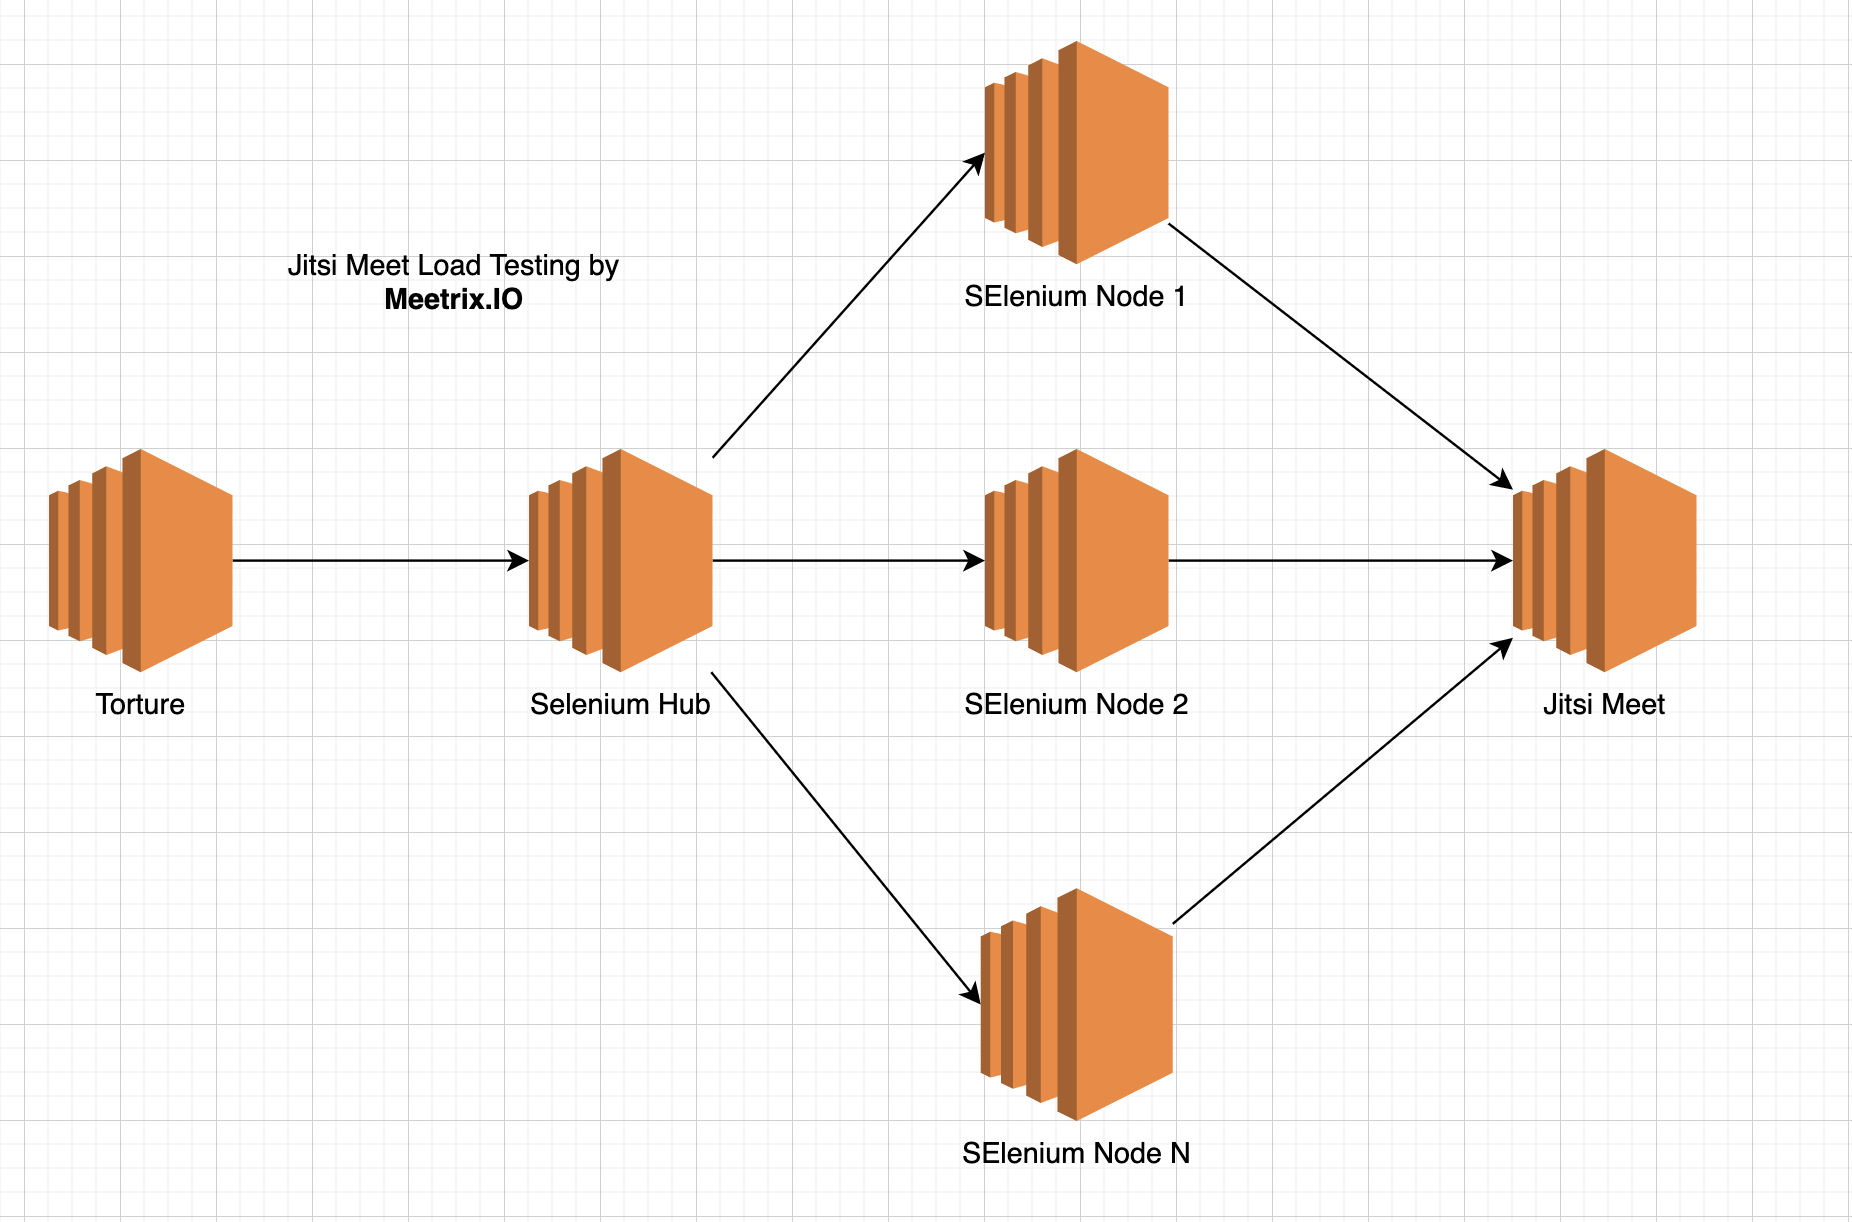 Jitsi Meet Load Testing by
Meetrix.IO
SElenium Node 1
Torture
Selenium Hub
SElenium Node 2
Jitsi Meet
SElenium Node N